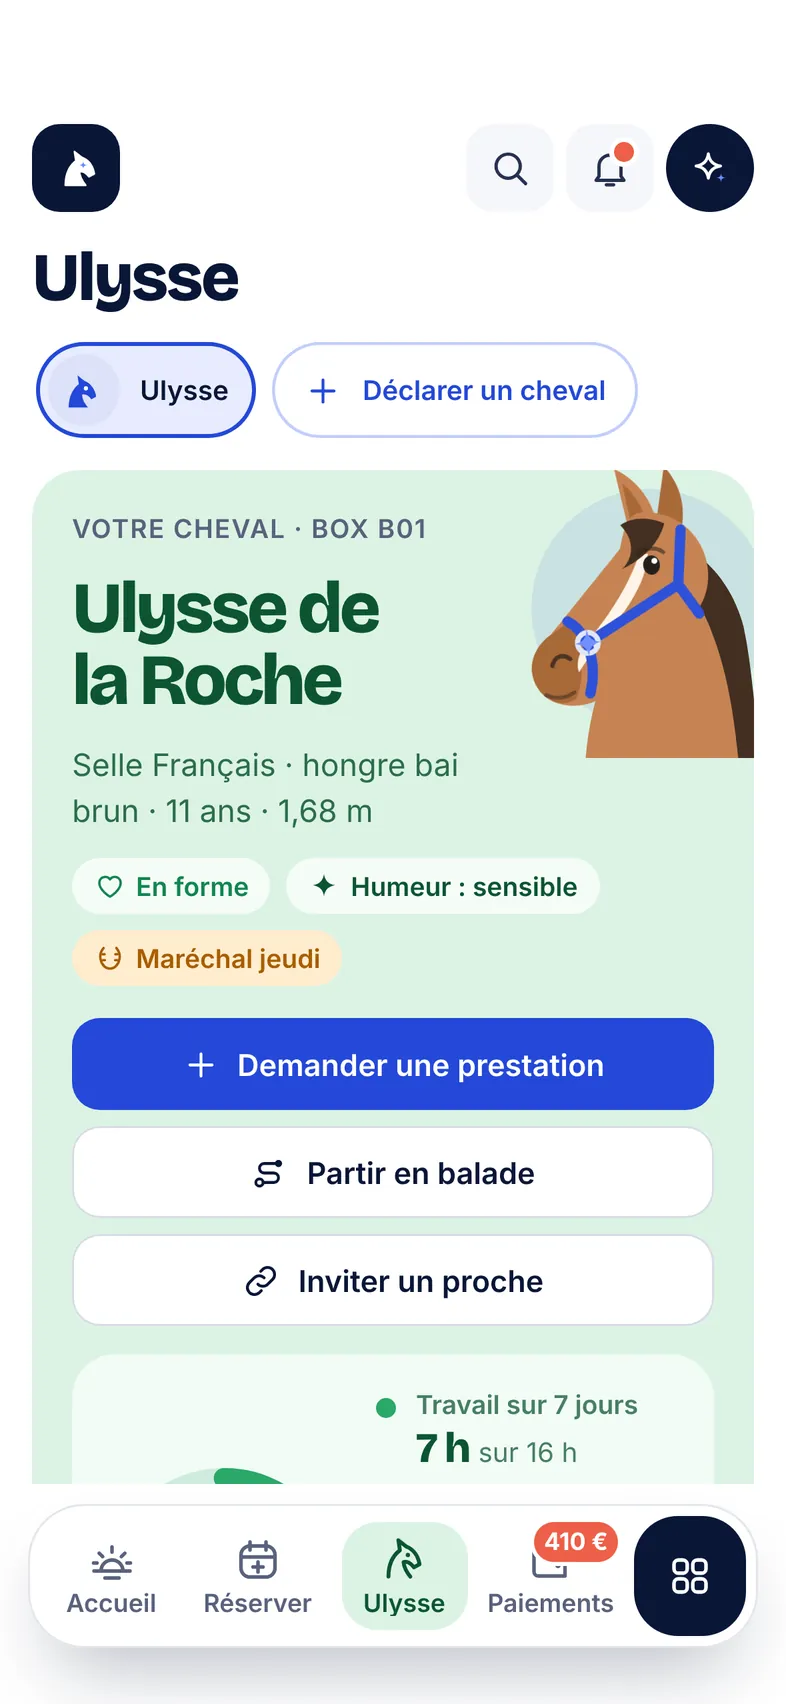 Ulysse
Ulysse
Déclarer un cheval
VOTRE CHEVAL · BOX B01
Ulysse de
la Roche
Selle Français · hongre bai
brun · 11 ans · 1,68 m
En forme
Humeur : sensible
Maréchal jeudi
Demander une prestation
Partir en balade
Inviter un proche
Travail sur 7 jours
7 h sur 16 h
410 €
Accueil
Réserver
Ulysse
Paiements